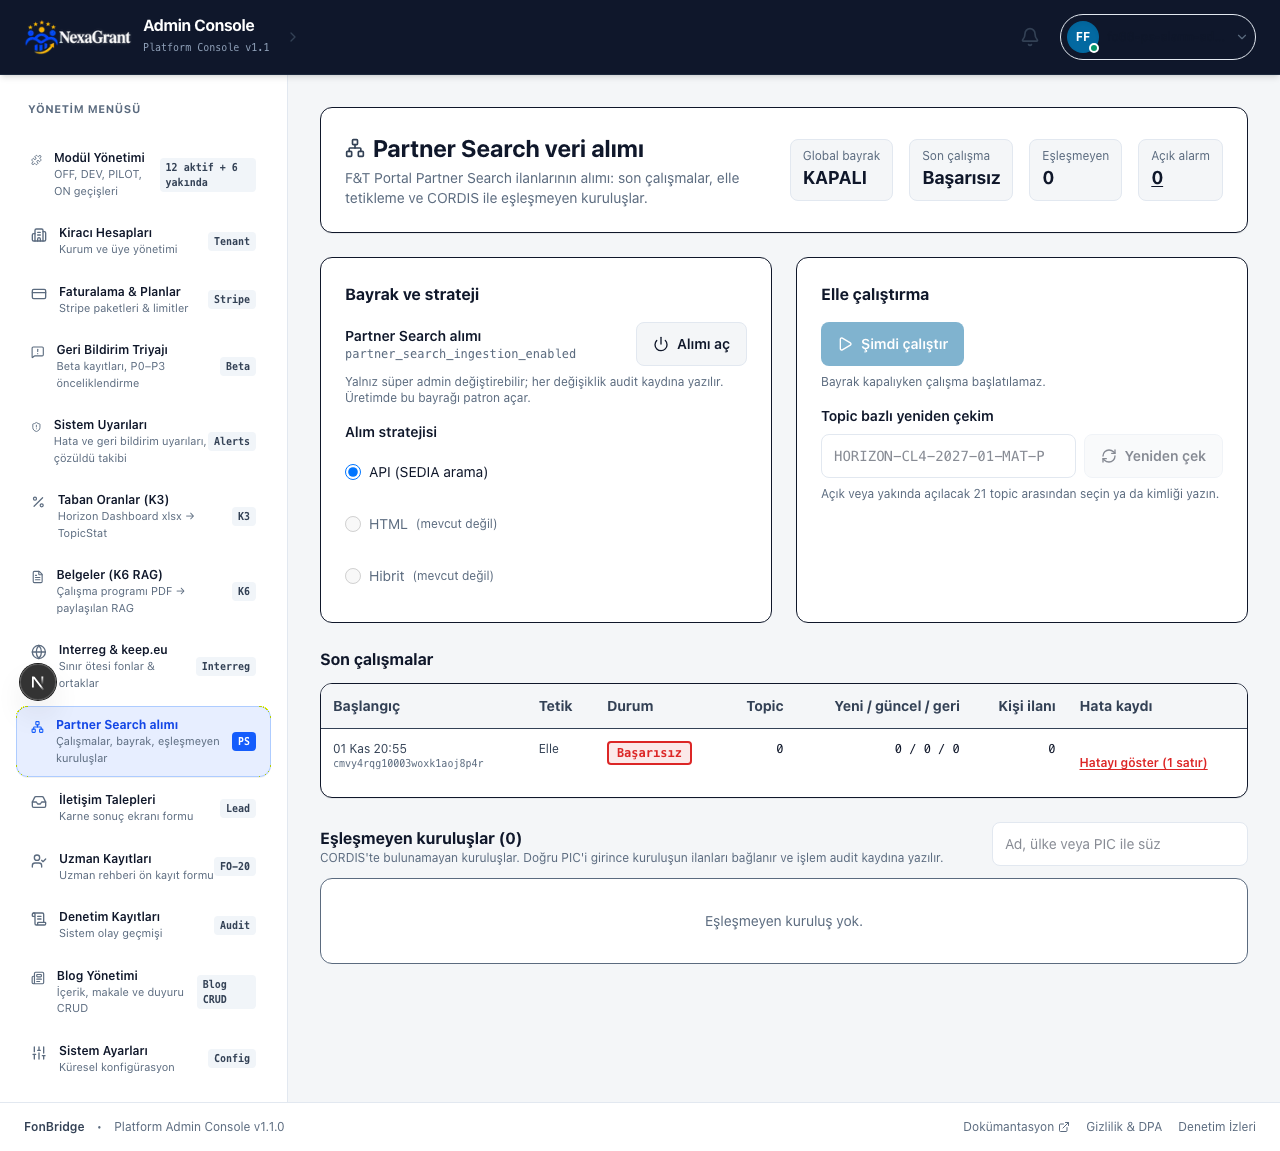 NexaGrant
Admin Console
Platform Console v1.1
FF
YÖNETİM MENÜSÜ
Modül Yönetimi
OFF, DEV, PILOT,
ON geçişleri
12 aktif + 6
yakında
Kiracı Hesapları
Kurum ve üye yönetimi
Tenant
Faturalama & Planlar
Stripe paketleri & limitler
Stripe
Geri Bildirim Triyajı
Beta kayıtları, P0–P3
önceliklendirme
Beta
Sistem Uyarıları
Hata ve geri bildirim uyarıları,
çözüldü takibi
Alerts
Taban Oranlar (K3)
Horizon Dashboard xlsx →
TopicStat
K3
Belgeler (K6 RAG)
Çalışma programı PDF →
paylaşılan RAG
K6
Interreg & keep.eu
Sınır ötesi fonlar &
ortaklar
Interreg
N
Partner Search alımı
Çalışmalar, bayrak, eşleşmeyen
kuruluşlar
PS
İletişim Talepleri
Karne sonuç ekranı formu
Lead
Uzman Kayıtları
Uzman rehberi ön kayıt formu
FO-20
Denetim Kayıtları
Sistem olay geçmişi
Audit
Blog Yönetimi
İçerik, makale ve duyuru
CRUD
Blog
CRUD
Sistem Ayarları
Küresel konfigürasyon
Config
Partner Search veri alımı
F&T Portal Partner Search ilanlarının alımı: son çalışmalar, elle
tetikleme ve CORDIS ile eşleşmeyen kuruluşlar.
Global bayrak
KAPALI
Son çalışma
Başarısız
Eşleşmeyen
0
Açık alarm
0
Bayrak ve strateji
Partner Search alımı
partner_search_ingestion_enabled
Alımı aç
Yalnız süper admin değiştirebilir; her değişiklik audit kaydına yazılır.
Üretimde bu bayrağı patron açar.
Alım stratejisi
API (SEDIA arama)
HTML (mevcut değil)
Hibrit (mevcut değil)
Elle çalıştırma
Şimdi çalıştır
Bayrak kapalıyken çalışma başlatılamaz.
Topic bazlı yeniden çekim
HORIZON-CL4-2027-01-MAT-P
Yeniden çek
Açık veya yakında açılacak 21 topic arasından seçin ya da kimliği yazın.
Son çalışmalar
Başlangıç Tetik Durum Topic Yeni / güncel / geri Kişi ilanı Hata kaydı
01 Kas 20:55 Elle Başarısız 0 0 / 0 / 0 0
cmvy4rqg10003woxk1aoj8p4r
Hatayı göster (1 satır)
Eşleşmeyen kuruluşlar (0)
CORDIS'te bulunamayan kuruluşlar. Doğru PIC'i girince kuruluşun ilanları bağlanır ve işlem audit kaydına yazılır.
Ad, ülke veya PIC ile süz
Eşleşmeyen kuruluş yok.
FonBridge • Platform Admin Console v1.1.0
Dokümantasyon Gizlilik & DPA Denetim İzleri